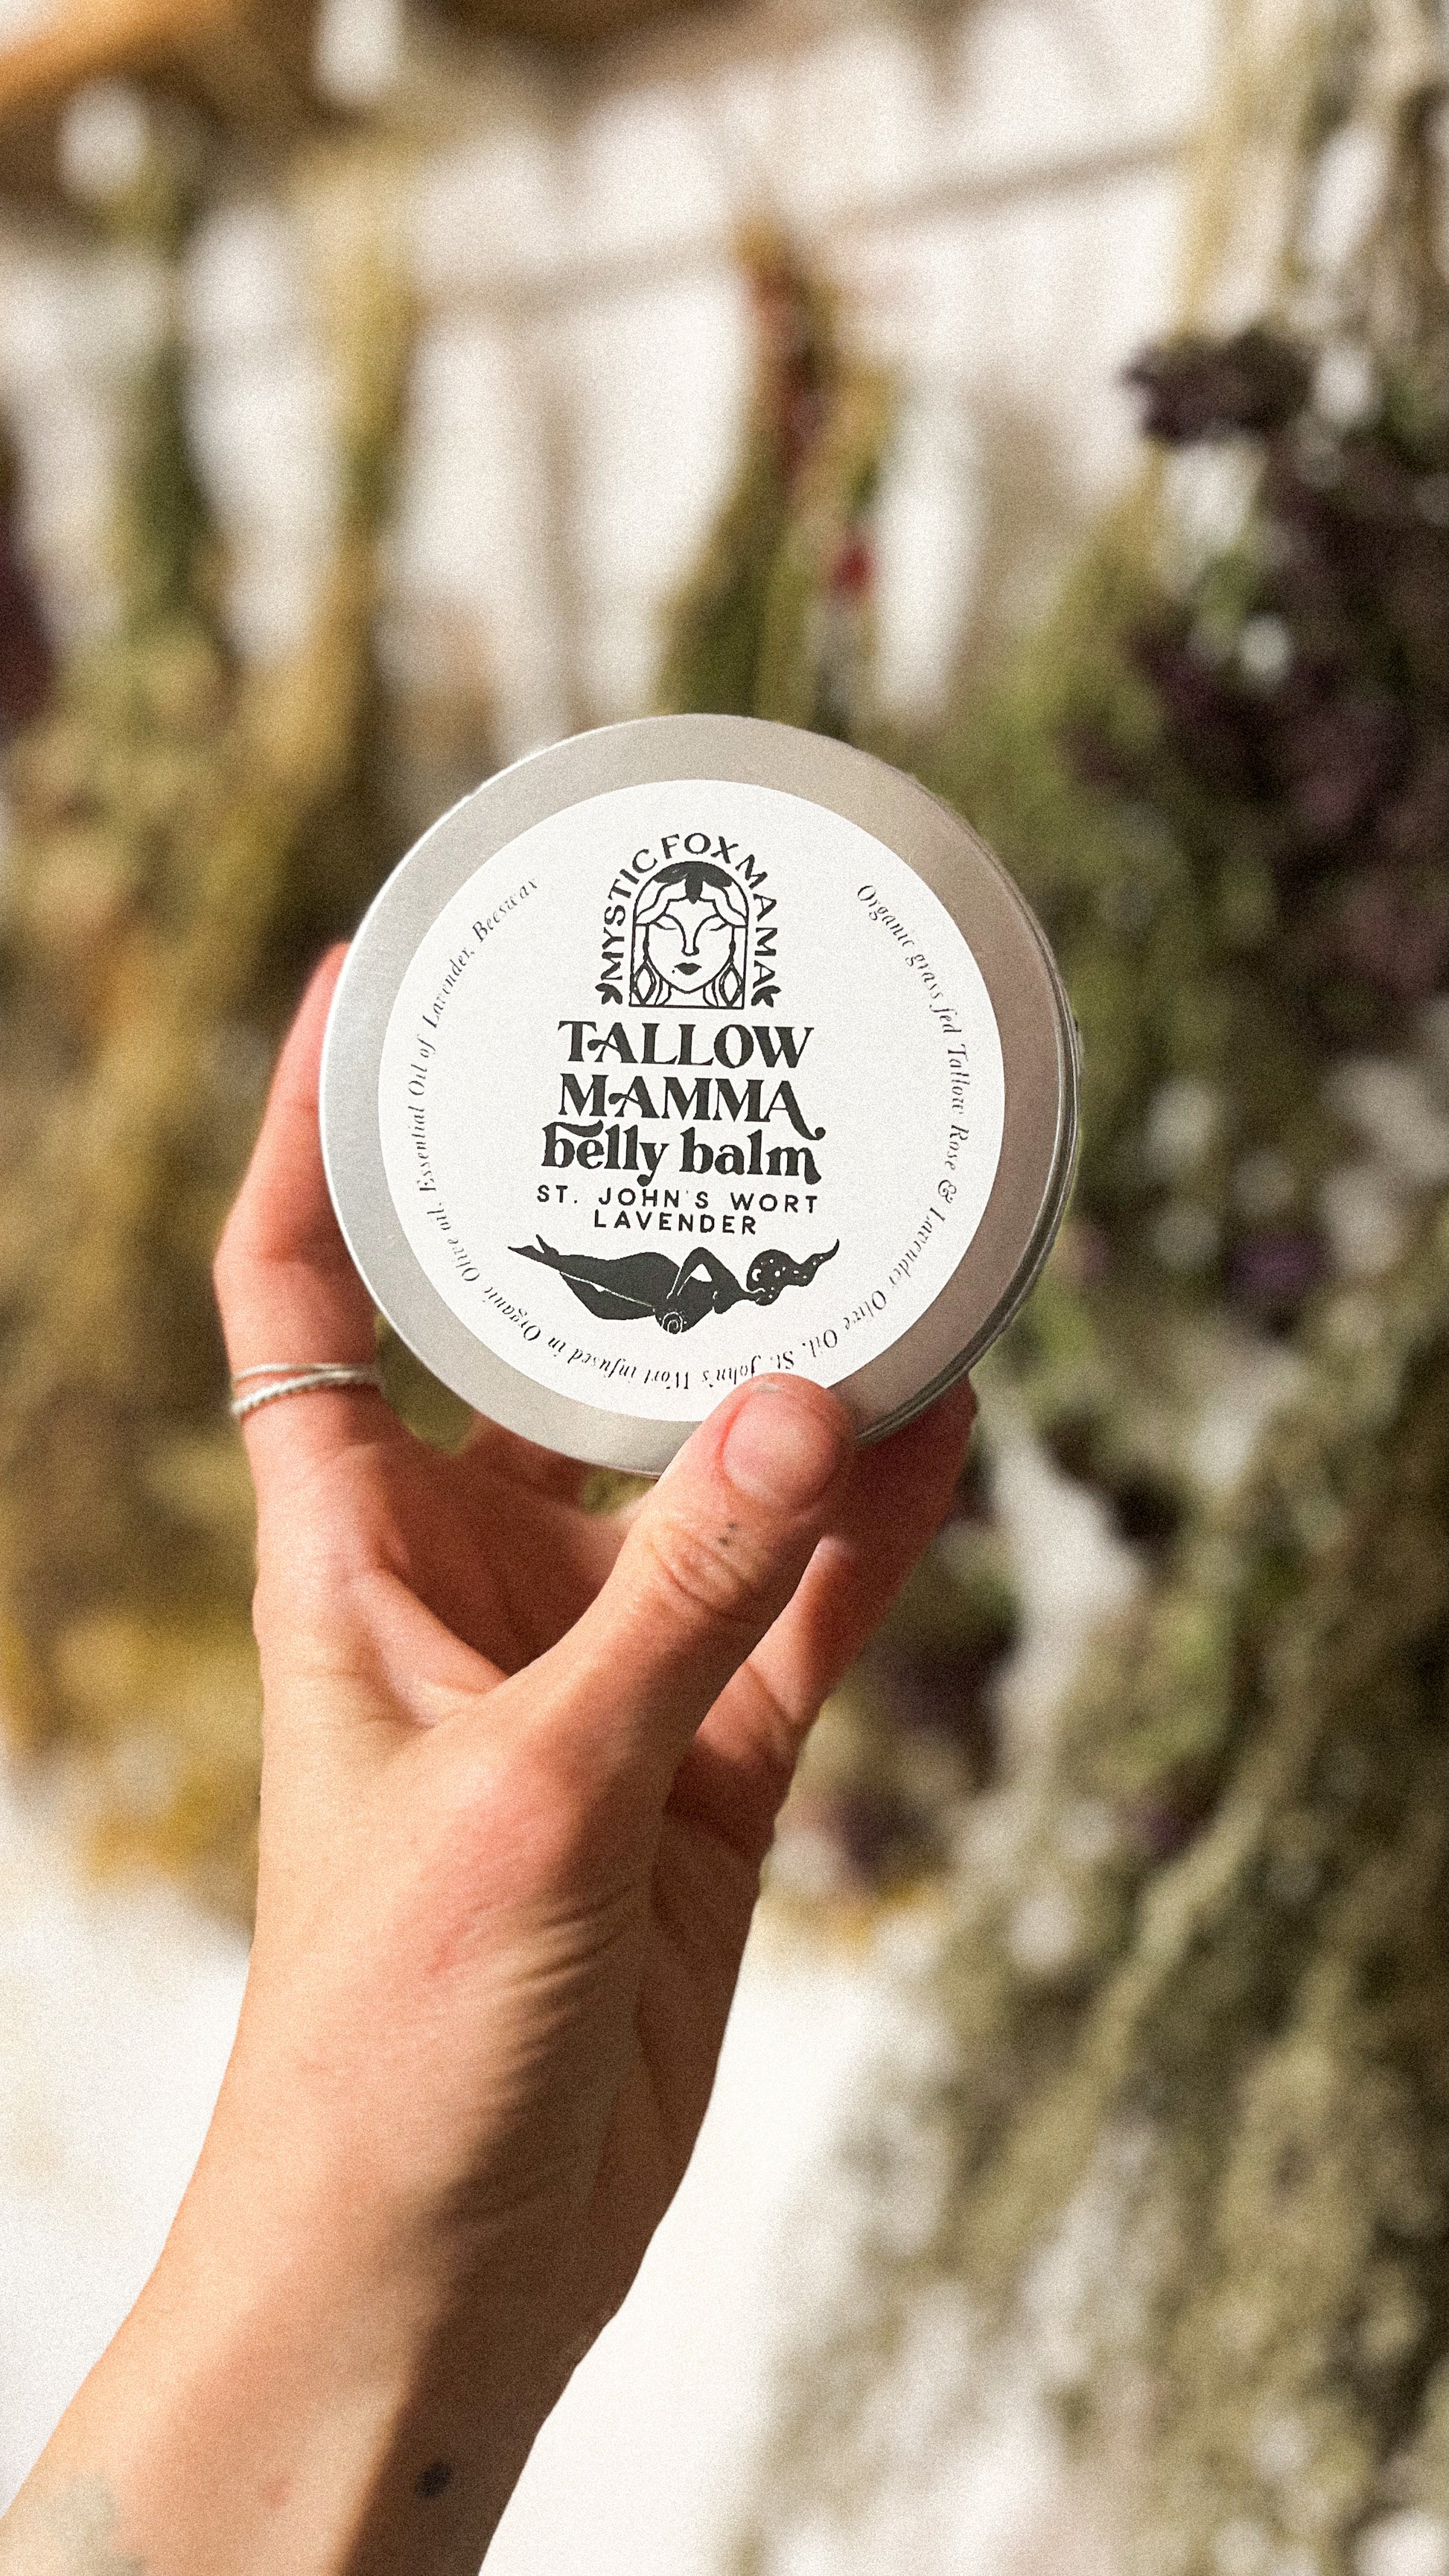 MYSTIC FOX MAMA
TALLOW
MAMMA
belly balm
ST. JOHN'S WORT
LAVENDER
Organic grass fed Tallow Rose & Lavender Olive Oil. St. John's Wort infused in Organic Olive oil. Essential Oil of Lavender, Beeswax